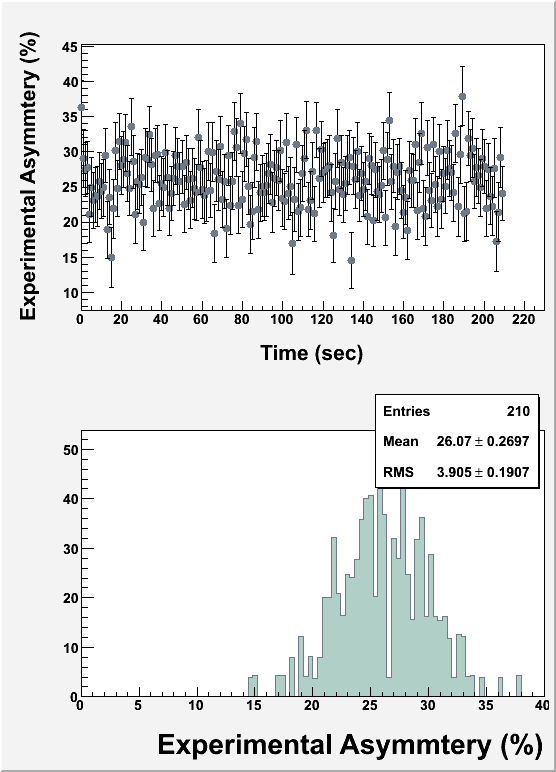 Experimental Asymmtery (%)
45
40
35
30
25
20
15
10
0 20 40 60 80 100 120 140 160 180 200 220
Time (sec)
Entries 210
Mean 26.07 ± 0.2697
RMS 3.905 ± 0.1907
50
40
30
20
10
0
0 5 10 15 20 25 30 35 40
Experimental Asymmtery (%)